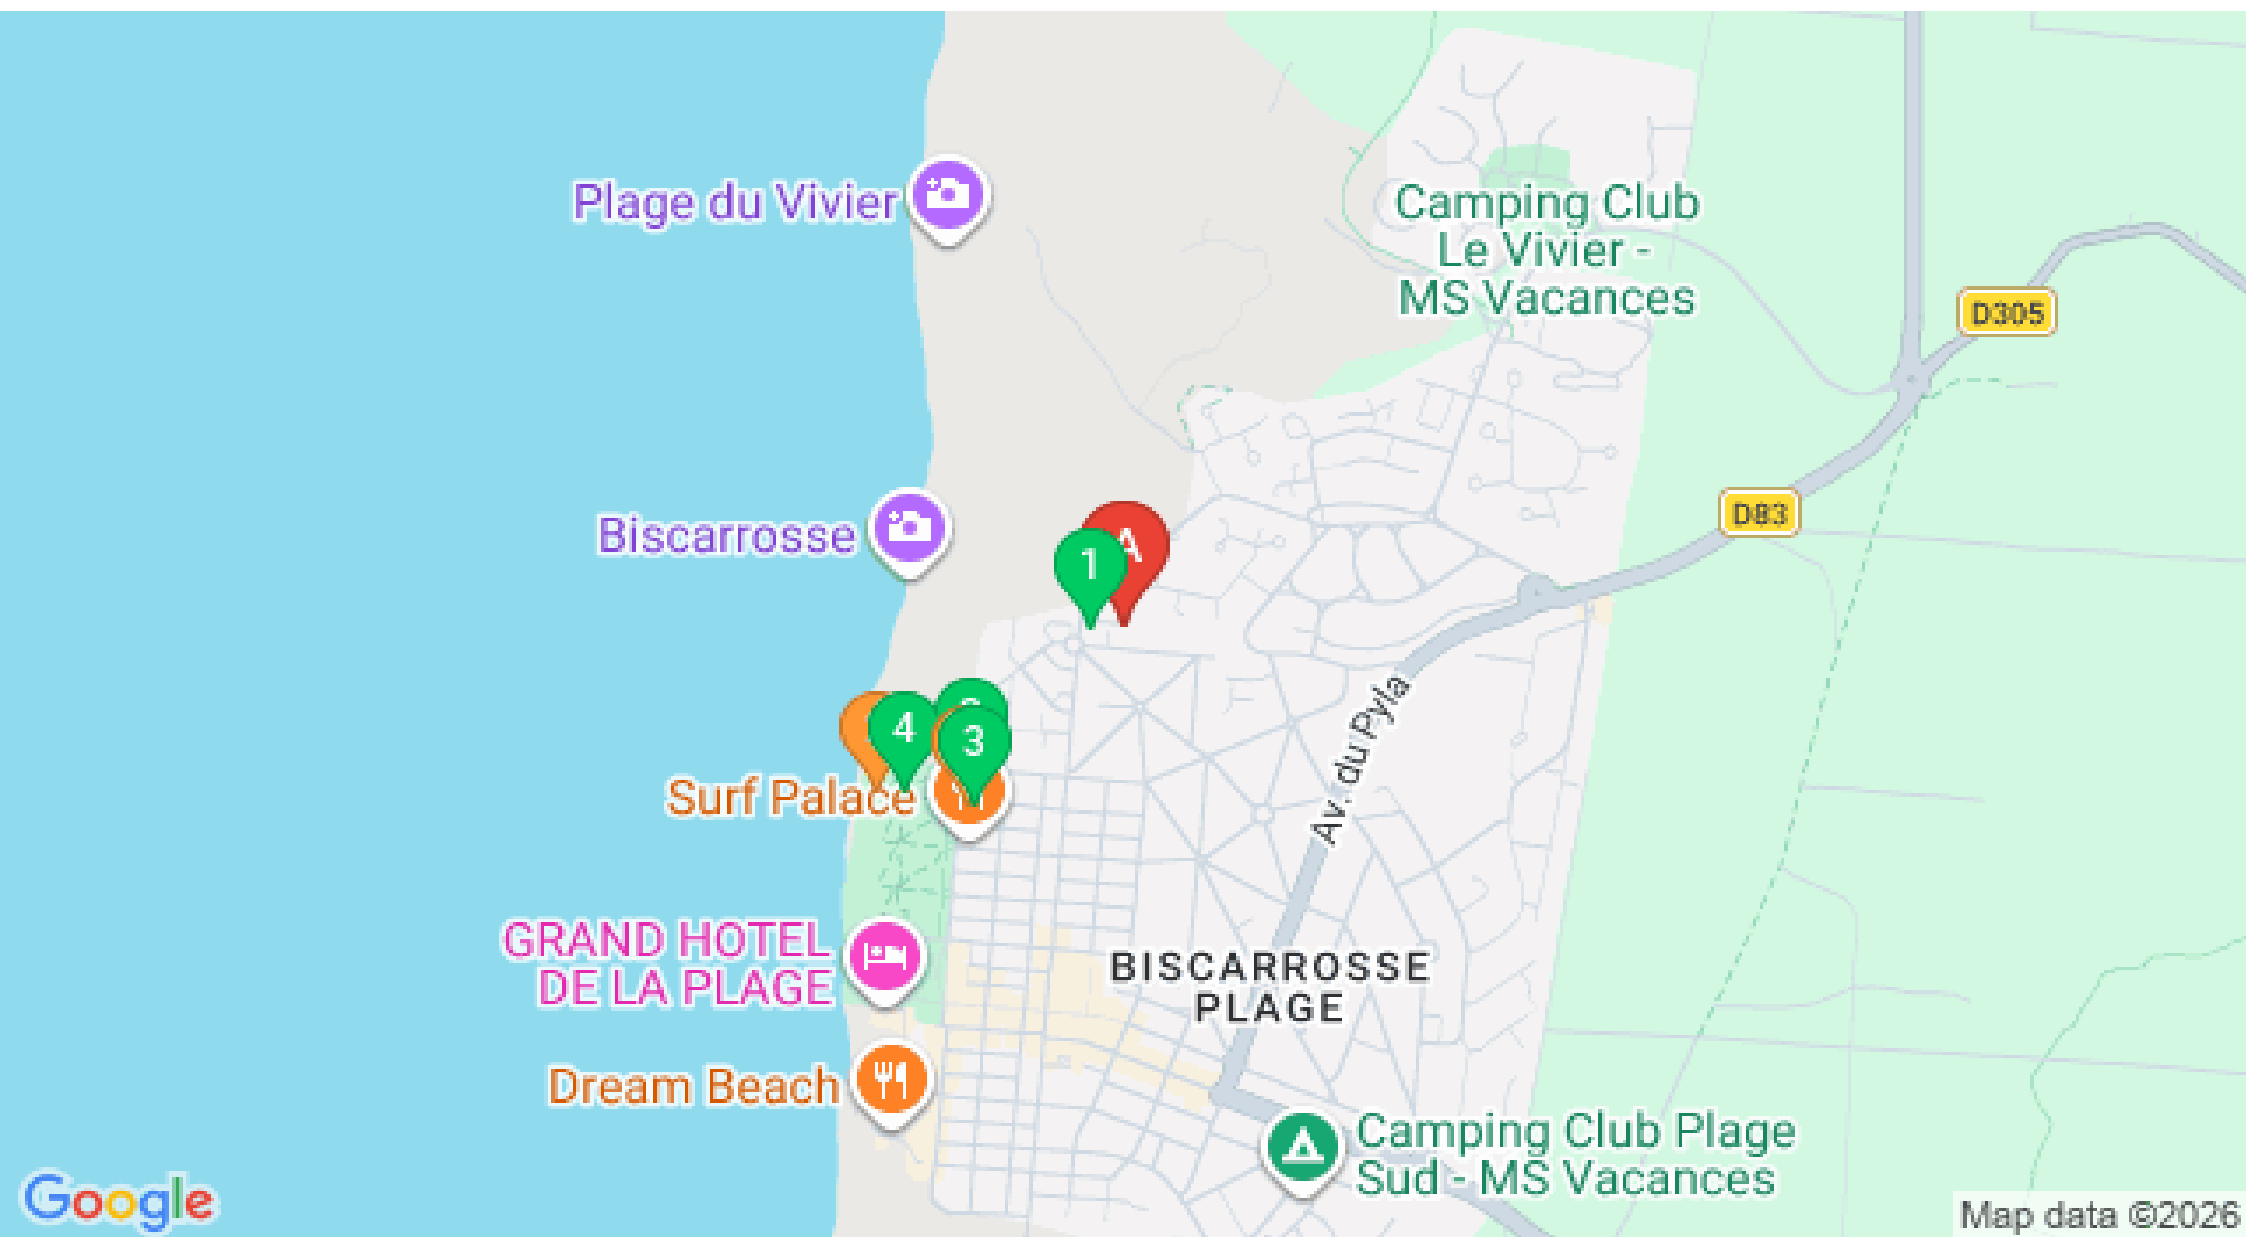 Plage du Vivier
Camping Club
Le Vivier -
MS Vacances
D305
Biscarrosse
D83
A
1
4
3
Surf Palace
Av. du Pyla
GRAND HOTEL
DE LA PLAGE
BISCARROSSE
PLAGE
Dream Beach
Camping Club Plage
Sud - MS Vacances
Google
Map data ©2026